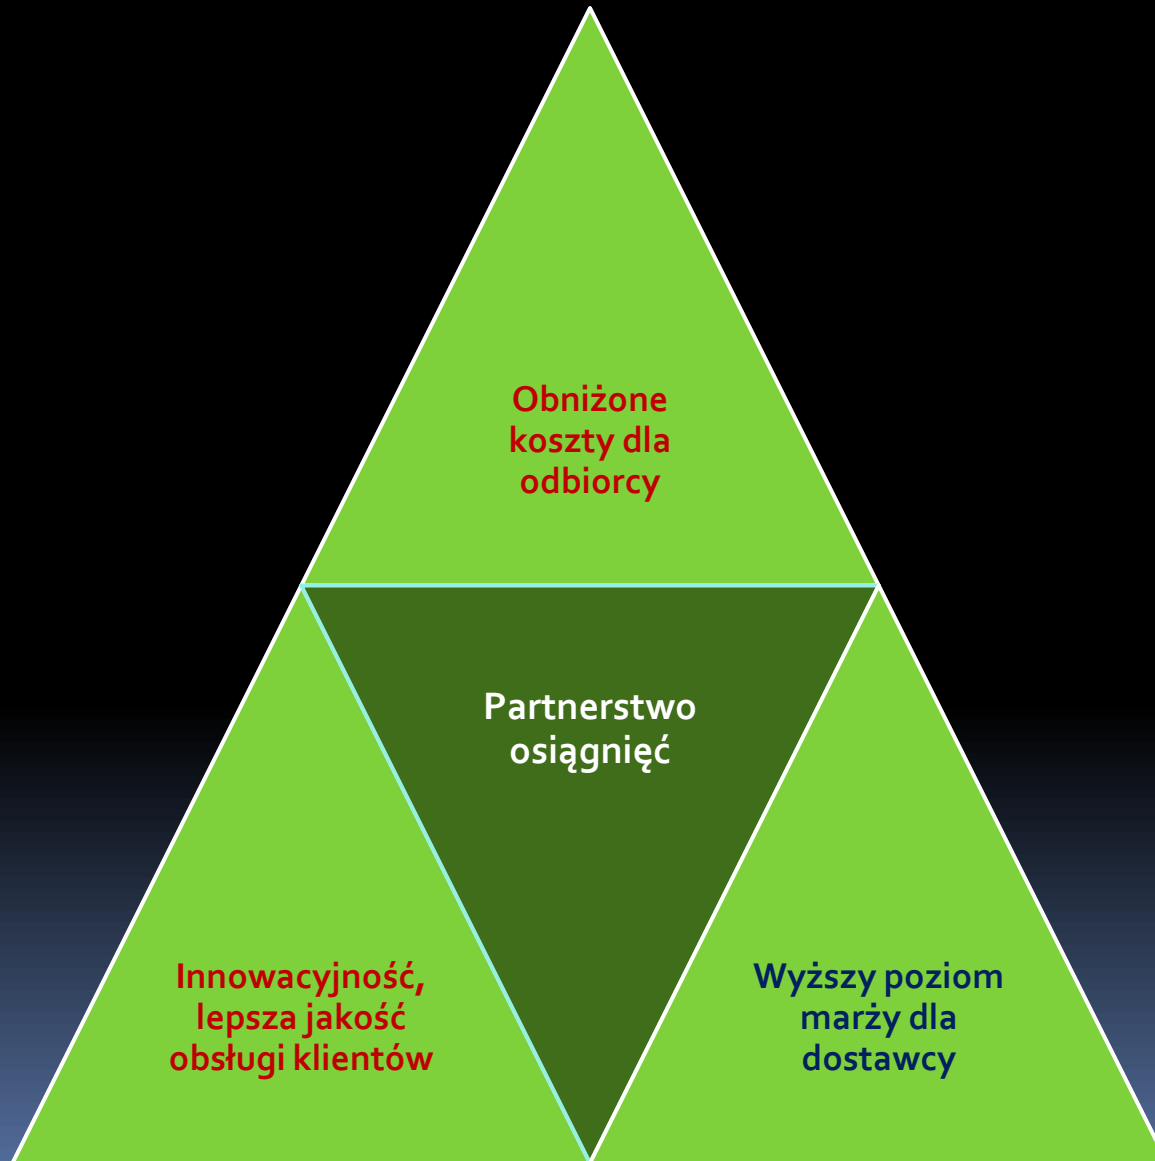 Obniżone
koszty dla
odbiorcy
Partnerstwo
osiągnięć
Innowacyjność,
lepsza jakość
obsługi klientów
Wyższy poziom
marży dla
dostawcy